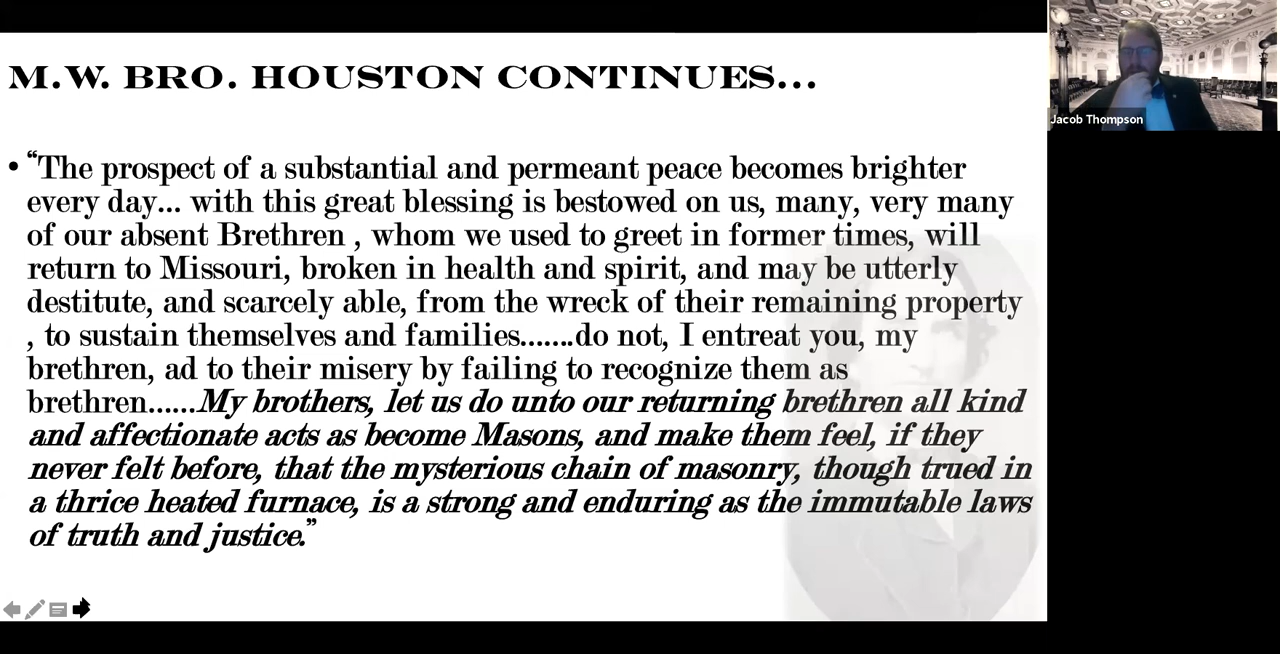 M.W. BRO. HOUSTON CONTINUES...
• “The prospect of a substantial and permeant peace becomes brighter
every day... with this great blessing is bestowed on us, many, very many
of our absent Brethren , whom we used to greet in former times, will
return to Missouri, broken in health and spirit, and may be utterly
destitute, and scarcely able, from the wreck of their remaining property
, to sustain themselves and families.......do not, I entreat you, my
brethren, ad to their misery by failing to recognize them as
brethren......My brothers, let us do unto our returning brethren all kind
and affectionate acts as become Masons, and make them feel, if they
never felt before, that the mysterious chain of masonry, though trued in
a thrice heated furnace, is a strong and enduring as the immutable laws
of truth and justice.”
Jacob Thompson